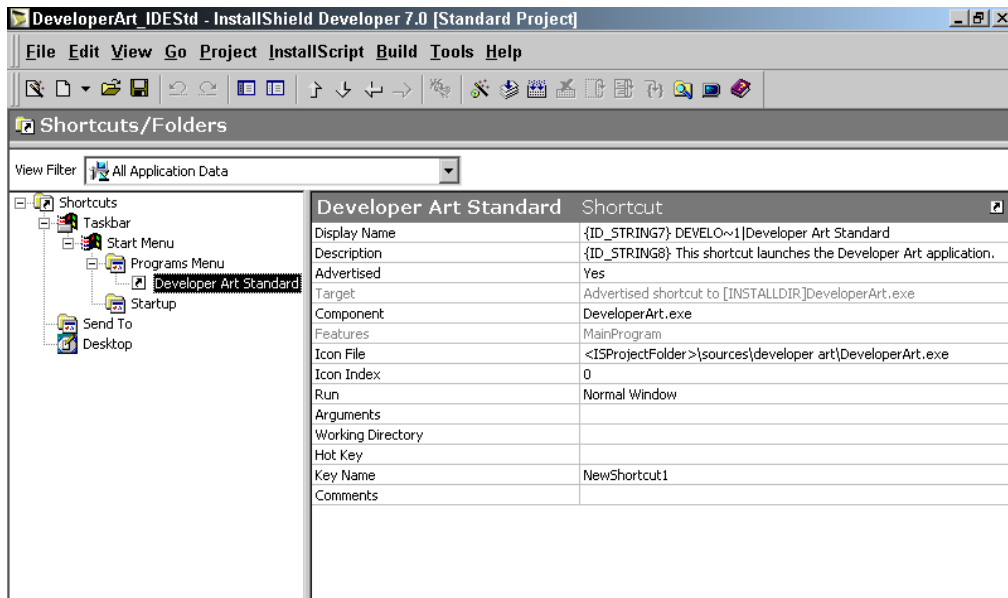 DeveloperArt_IDEStd - InstallShield Developer 7.0 [Standard Project]
File Edit View Go Project InstallScript Build Tools Help
Shortcuts/Folders
View Filter All Application Data
Shortcuts
Taskbar
Start Menu
Programs Menu
Developer Art Standard
Startup
Send To
Desktop
Developer Art Standard Shortcut
Display Name {ID_STRING7} DEVELO~1|Developer Art Standard
Description {ID_STRING8} This shortcut launches the Developer Art application.
Advertised Yes
Target Advertised shortcut to [INSTALLDIR]DeveloperArt.exe
Component DeveloperArt.exe
Features MainProgram
Icon File <ISProjectFolder>\sources\developer art\DeveloperArt.exe
Icon Index 0
Run Normal Window
Arguments
Working Directory
Hot Key
Key Name NewShortcut1
Comments